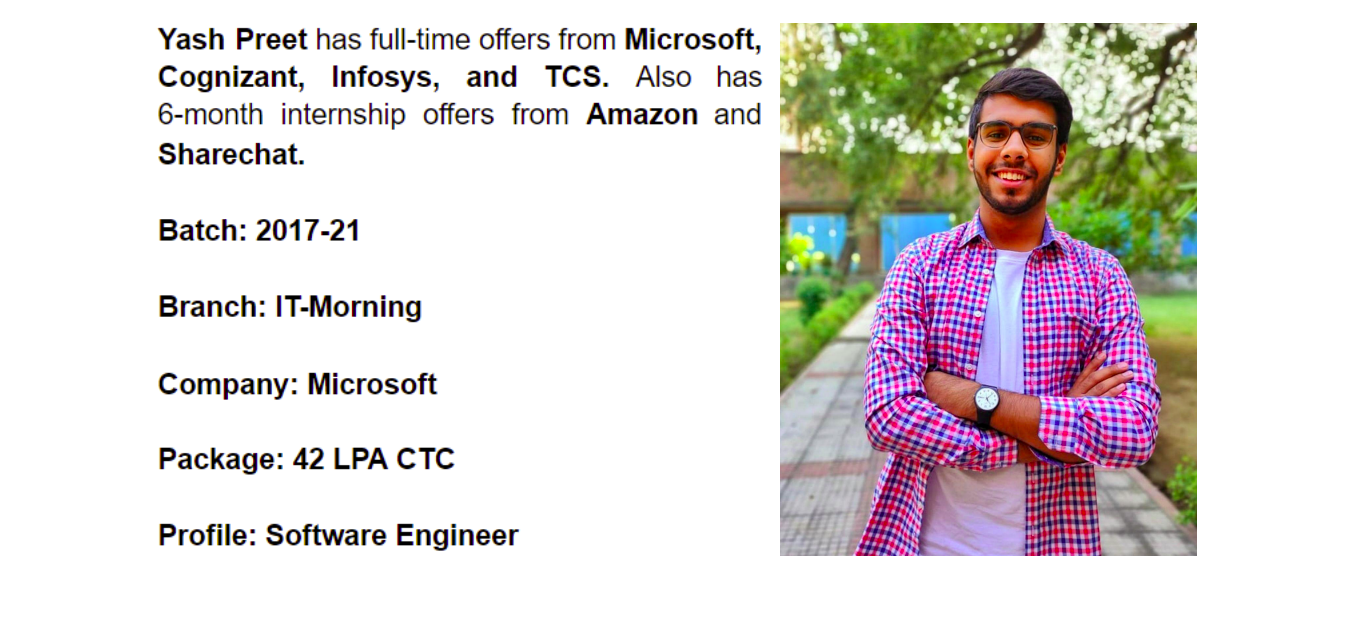 Yash Preet has full-time offers from Microsoft,
Cognizant, Infosys, and TCS. Also has
6-month internship offers from Amazon and
Sharechat.
Batch: 2017-21
Branch: IT-Morning
Company: Microsoft
Package: 42 LPA CTC
Profile: Software Engineer